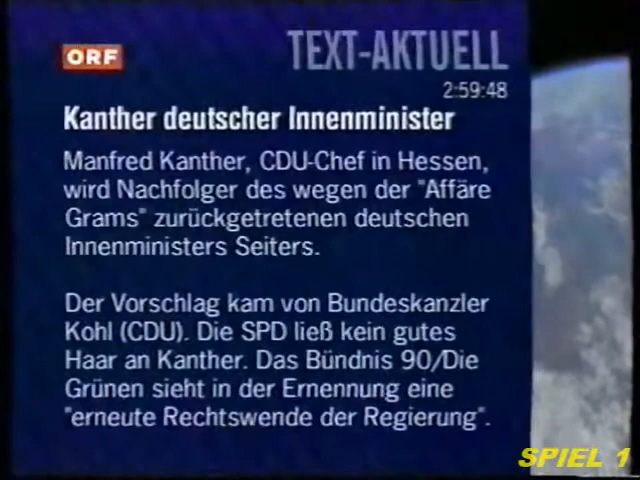 ORF
TEXT-AKTUELL
2:59:48
Kanther deutscher Innenminister
Manfred Kanther, CDU-Chef in Hessen,
wird Nachfolger des wegen der "Affäre
Grams" zurückgetretenen deutschen
Innenministers Seiters.
Der Vorschlag kam von Bundeskanzler
Kohl (CDU). Die SPD ließ kein gutes
Haar an Kanther. Das Bündnis 90/Die
Grünen sieht in der Ernennung eine
"erneute Rechtswende der Regierung".
SPIEL 1